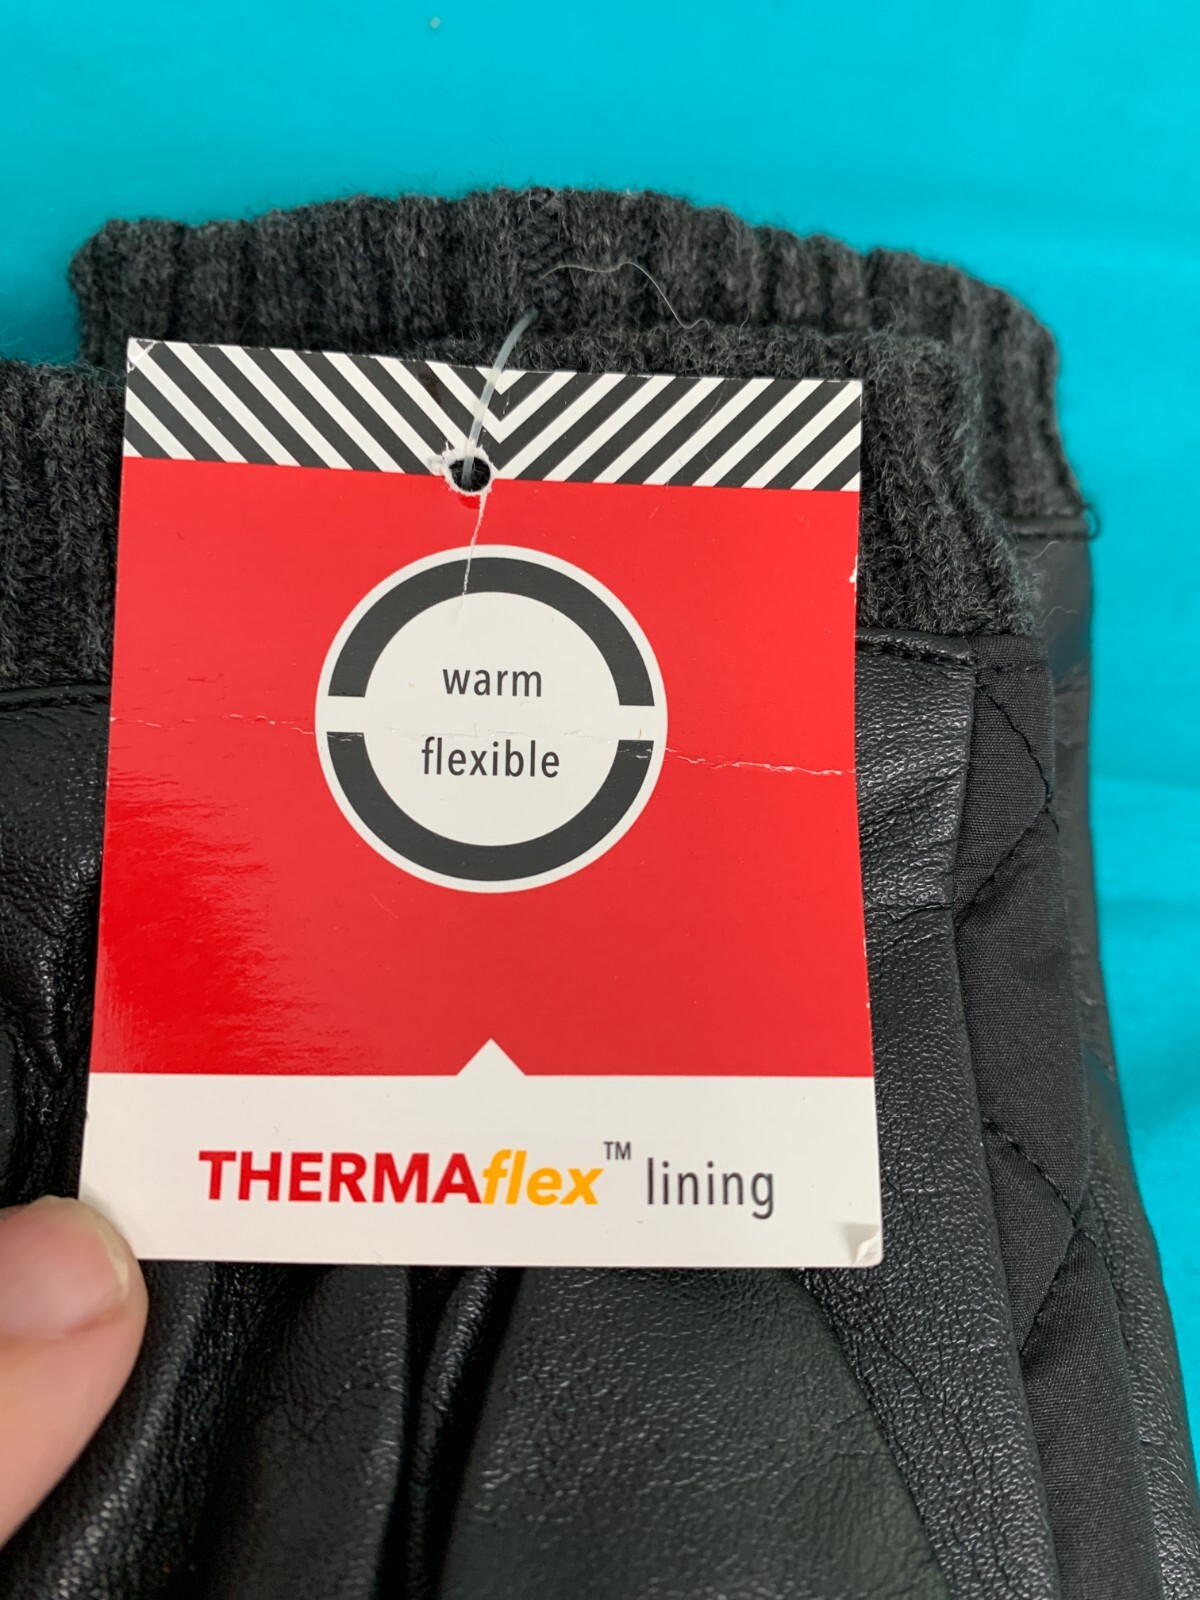 warm
flexible
THERMAflex™ lining